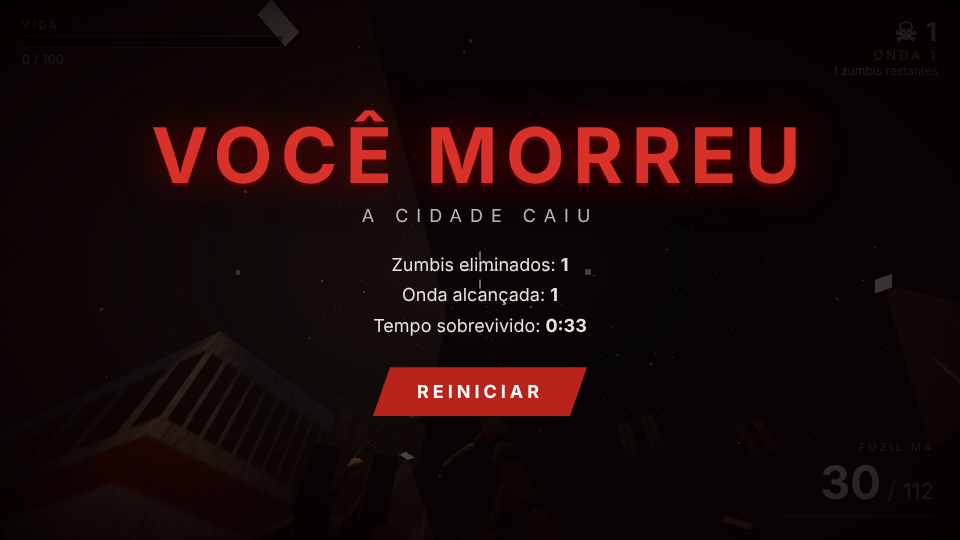 VIDA
0 / 100
☠ 1
ONDA 1
1 zumbis restantes
VOCÊ MORREU
A CIDADE CAIU
Zumbis eliminados: 1
Onda alcançada: 1
Tempo sobrevivido: 0:33
REINICIAR
FUZIL M4
30 / 112